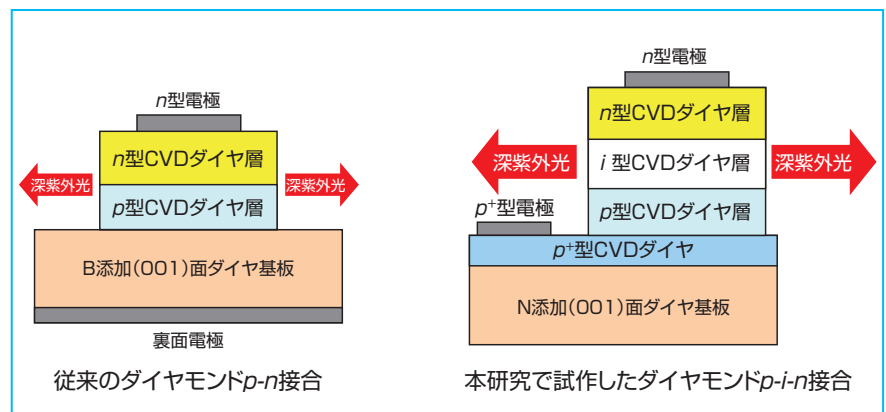 n型電極
n型CVDダイヤ層
深紫外光
深紫外光
p型CVDダイヤ層
B添加(001)面ダイヤ基板
裏面電極
従来のダイヤモンドp-n接合
n型電極
n型CVDダイヤ層
深紫外光
i 型CVDダイヤ層
深紫外光
p+型電極
p型CVDダイヤ層
p+型CVDダイヤ
N添加(001)面ダイヤ基板
本研究で試作したダイヤモンドp-i-n接合